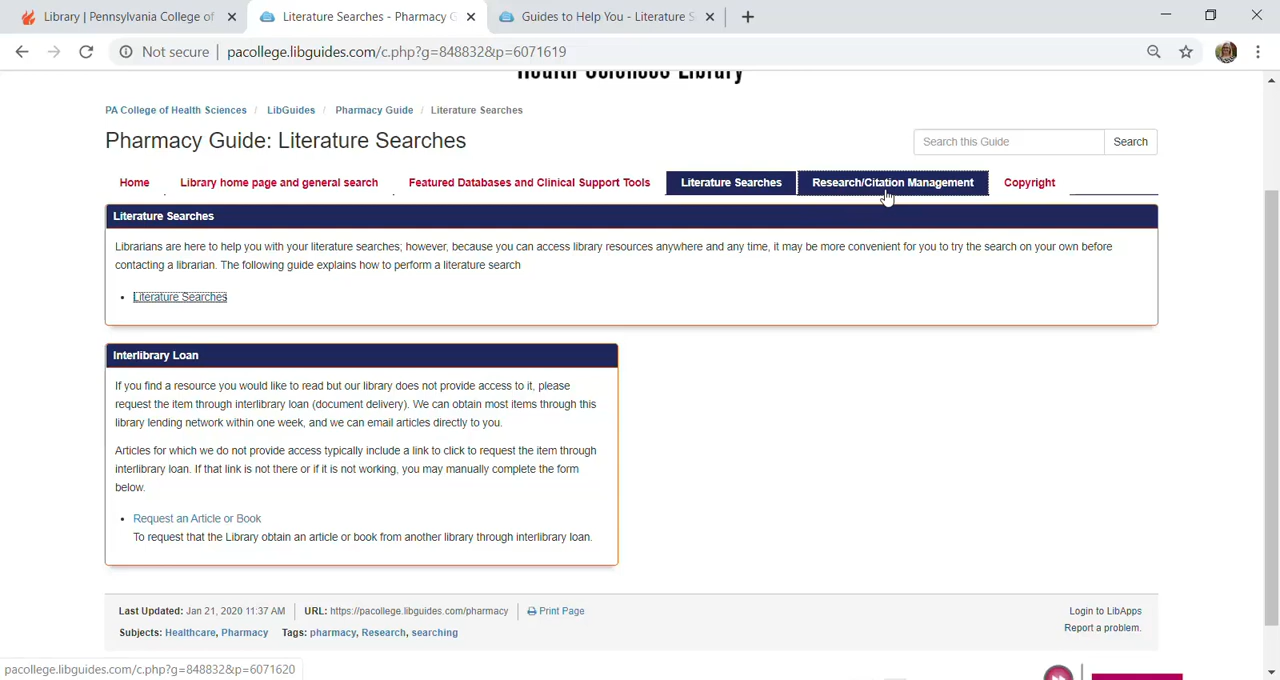 Library | Pennsylvania College of
Literature Searches - Pharmacy G
Guides to Help You - Literature S
Not secure | pacollege.libguides.com/c.php?g=848832&p=6071619
Health Sciences Library
PA College of Health Sciences / LibGuides / Pharmacy Guide / Literature Searches
Pharmacy Guide: Literature Searches
Search this Guide Search
Home Library home page and general search Featured Databases and Clinical Support Tools Literature Searches Research/Citation Management Copyright
Literature Searches
Librarians are here to help you with your literature searches; however, because you can access library resources anywhere and any time, it may be more convenient for you to try the search on your own before
contacting a librarian. The following guide explains how to perform a literature search
• Literature Searches
Interlibrary Loan
If you find a resource you would like to read but our library does not provide access to it, please
request the item through interlibrary loan (document delivery). We can obtain most items through this
library lending network within one week, and we can email articles directly to you.
Articles for which we do not provide access typically include a link to click to request the item through
interlibrary loan. If that link is not there or if it is not working, you may manually complete the form
below.
• Request an Article or Book
To request that the Library obtain an article or book from another library through interlibrary loan.
Last Updated: Jan 21, 2020 11:37 AM URL: https://pacollege.libguides.com/pharmacy Print Page
Login to LibApps
Subjects: Healthcare, Pharmacy Tags: pharmacy, Research, searching
Report a problem.
pacollege.libguides.com/c.php?g=848832&p=6071620